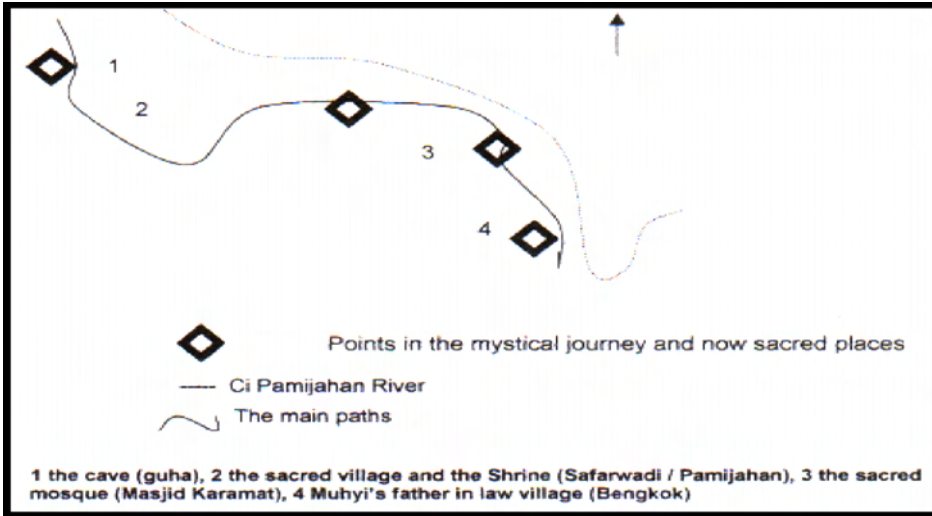 1
2
3
4
Points in the mystical journey and now sacred places
Ci Pamijahan River
The main paths
1 the cave (guha), 2 the sacred village and the Shrine (Safarwadi / Pamijahan), 3 the sacred
mosque (Masjid Karamat), 4 Muhyi's father in law village (Bengkok)